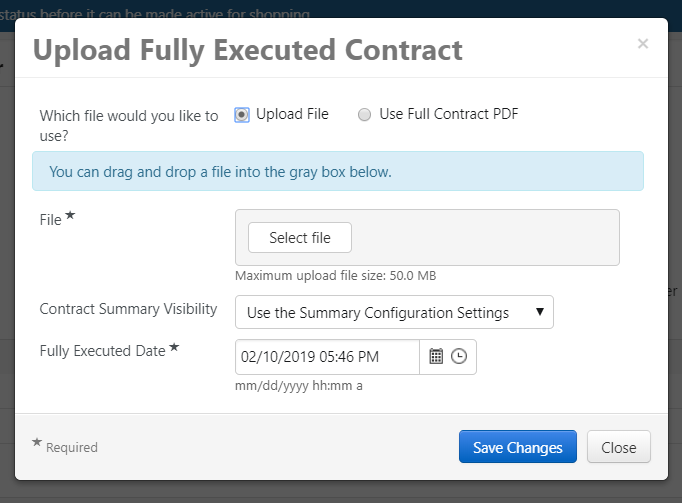 status before it can be made active for shopping
Upload Fully Executed Contract
×
Which file would you like to use?
Upload File
Use Full Contract PDF
You can drag and drop a file into the gray box below.
File ★
Select file
Maximum upload file size: 50.0 MB
Contract Summary Visibility
Use the Summary Configuration Settings
Fully Executed Date ★
02/10/2019 05:46 PM
mm/dd/yyyy hh:mm a
★ Required
Save Changes
Close